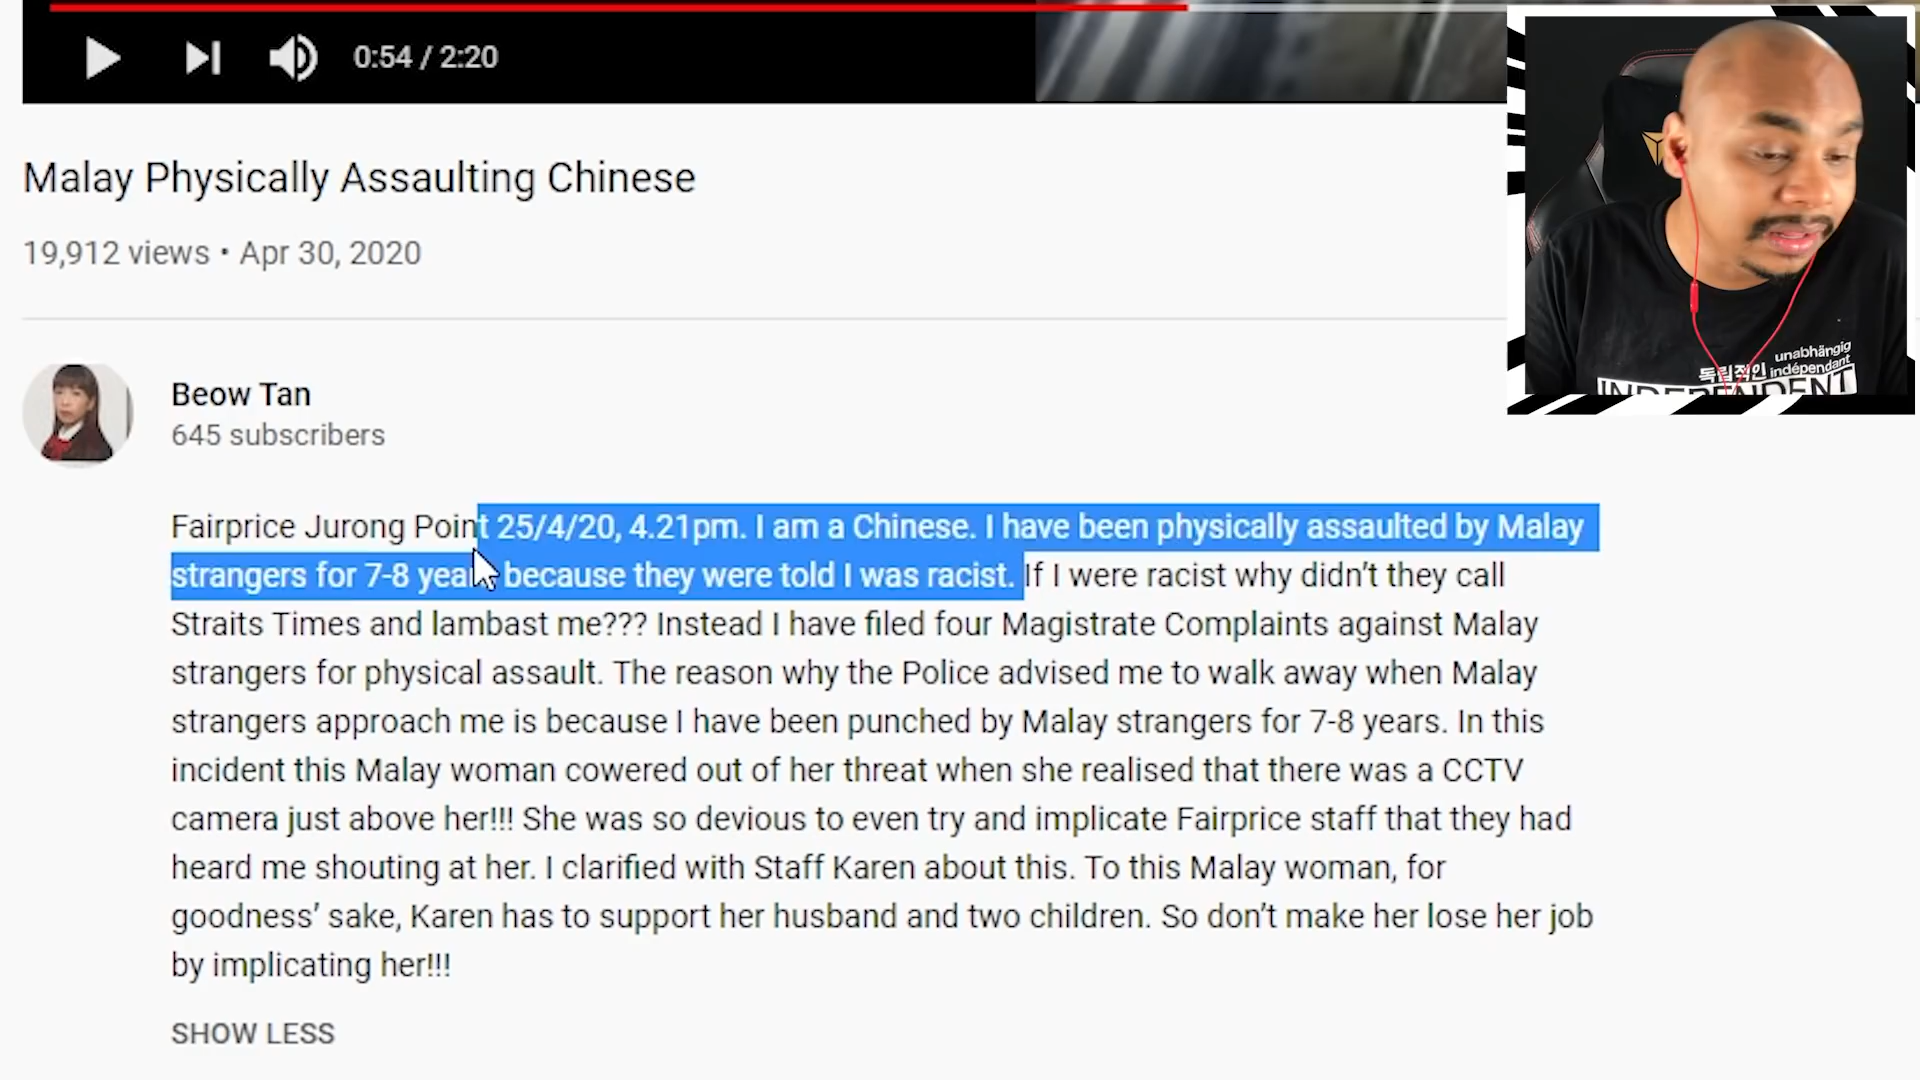 0:54 / 2:20
Malay Physically Assaulting Chinese
19,912 views • Apr 30, 2020
Beow Tan
645 subscribers
Fairprice Jurong Point 25/4/20, 4.21pm. I am a Chinese. I have been physically assaulted by Malay
strangers for 7-8 years because they were told I was racist. If I were racist why didn't they call
Straits Times and lambast me??? Instead I have filed four Magistrate Complaints against Malay
strangers for physical assault. The reason why the Police advised me to walk away when Malay
strangers approach me is because I have been punched by Malay strangers for 7-8 years. In this
incident this Malay woman cowered out of her threat when she realised that there was a CCTV
camera just above her!!! She was so devious to even try and implicate Fairprice staff that they had
heard me shouting at her. I clarified with Staff Karen about this. To this Malay woman, for
goodness' sake, Karen has to support her husband and two children. So don't make her lose her job
by implicating her!!!
SHOW LESS
unabhängig
독립적인 indépendant
INDEPENDENT